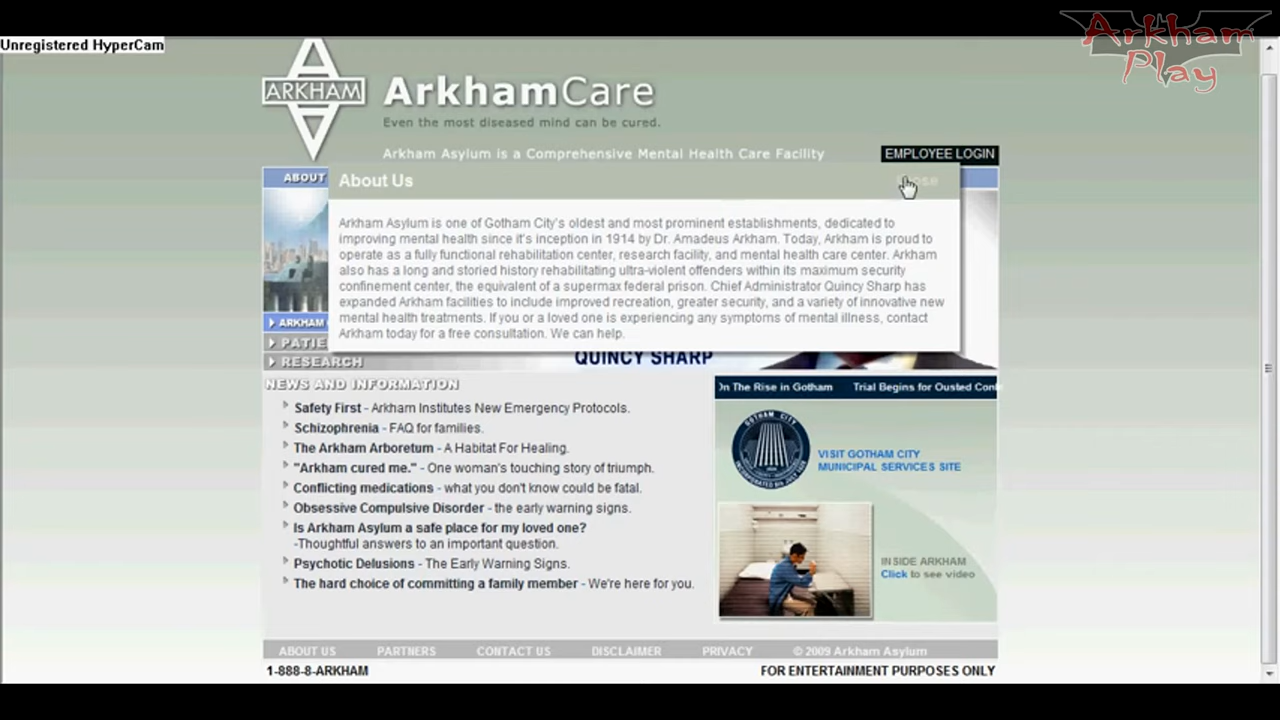 Unregistered HyperCam
Arkham
Play
ARKHAM
ArkhamCare
Even the most diseased mind can be cured.
Arkham Asylum is a Comprehensive Mental Health Care Facility
EMPLOYEE LOGIN
ABOUT
About Us
Arkham Asylum is one of Gotham City's oldest and most prominent establishments, dedicated to
improving mental health since it's inception in 1914 by Dr. Amadeus Arkham. Today, Arkham is proud to
operate as a fully functional rehabilitation center, research facility, and mental health care center. Arkham
also has a long and storied history rehabilitating ultra-violent offenders within its maximum security
confinement center, the equivalent of a supermax federal prison. Chief Administrator Quincy Sharp has
expanded Arkham facilities to include improved recreation, greater security, and a variety of innovative new
mental health treatments. If you or a loved one is experiencing any symptoms of mental illness, contact
Arkham today for a free consultation. We can help.
ARKHAM
PATIE
RESEARCH
QUINCY SHARP
NEWS AND INFORMATION
Safety First - Arkham Institutes New Emergency Protocols.
Schizophrenia - FAQ for families.
The Arkham Arboretum - A Habitat For Healing.
"Arkham cured me." - One woman's touching story of triumph.
Conflicting medications - what you don't know could be fatal.
Obsessive Compulsive Disorder - the early warning signs.
Is Arkham Asylum a safe place for my loved one?
-Thoughtful answers to an important question.
Psychotic Delusions - The Early Warning Signs.
The hard choice of committing a family member - We're here for you.
On The Rise in Gotham Trial Begins for Ousted Con
GOTHAM CITY
VISIT GOTHAM CITY
MUNICIPAL SERVICES SITE
INSIDE ARKHAM
Click to see video
ABOUT US PARTNERS CONTACT US DISCLAIMER PRIVACY © 2009 Arkham Asylum
1-888-8-ARKHAM
FOR ENTERTAINMENT PURPOSES ONLY